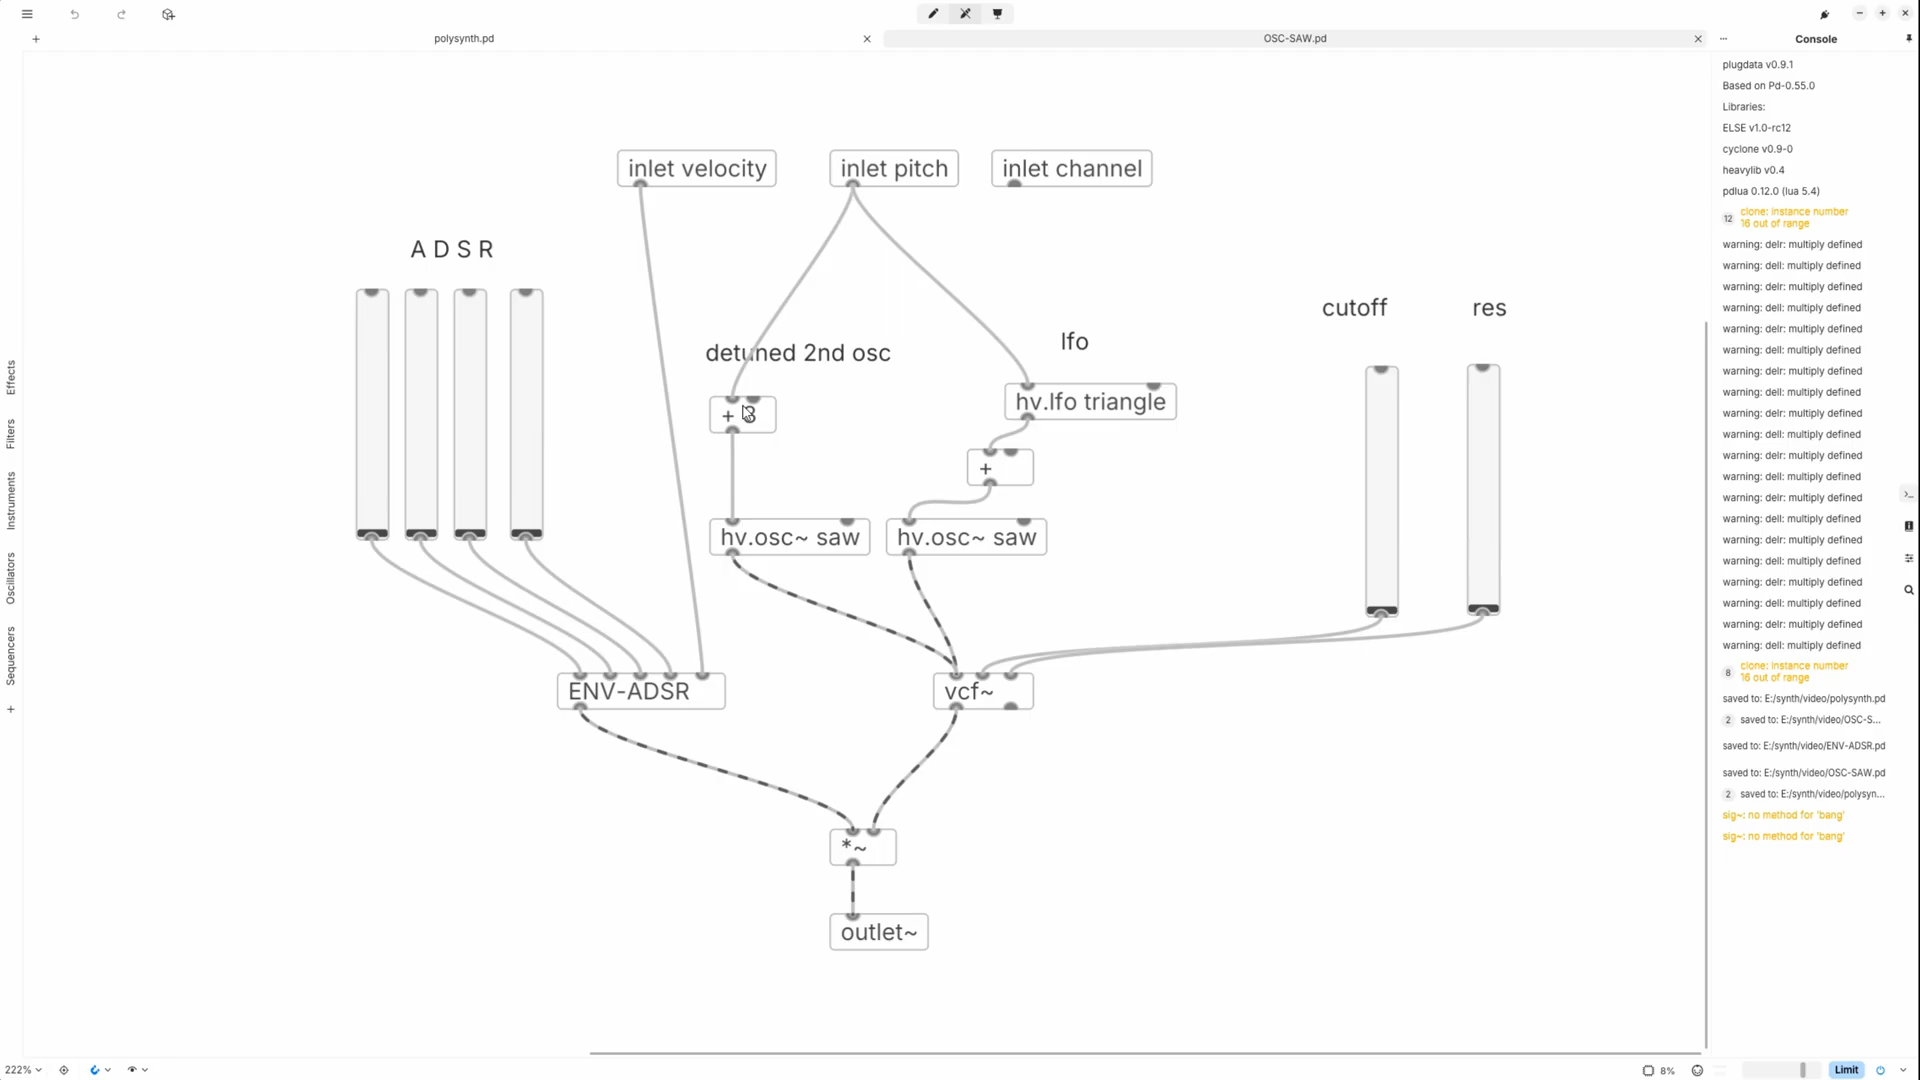 polysynth.pd
OSC-SAW.pd
Console
plugdata v0.9.1
Based on Pd-0.55.0
Libraries:
ELSE v1.0-rc12
cyclone v0.9-0
heavylib v0.4
pdlua 0.12.0 (lua 5.4)
12 clone: instance number
16 out of range
warning: delr: multiply defined
warning: dell: multiply defined
warning: delr: multiply defined
warning: dell: multiply defined
warning: delr: multiply defined
warning: dell: multiply defined
warning: delr: multiply defined
warning: dell: multiply defined
warning: delr: multiply defined
warning: dell: multiply defined
warning: delr: multiply defined
warning: dell: multiply defined
warning: delr: multiply defined
warning: dell: multiply defined
warning: delr: multiply defined
warning: dell: multiply defined
warning: delr: multiply defined
warning: dell: multiply defined
warning: delr: multiply defined
warning: dell: multiply defined
8 clone: instance number
16 out of range
saved to: E:/synth/video/polysynth.pd
2 saved to: E:/synth/video/OSC-S...
saved to: E:/synth/video/ENV-ADSR.pd
saved to: E:/synth/video/OSC-SAW.pd
2 saved to: E:/synth/video/polysyn...
sig~: no method for 'bang'
sig~: no method for 'bang'
Effects
Filters
Instruments
Oscillators
Sequencers
inlet velocity
inlet pitch
inlet channel
A D S R
cutoff
res
detuned 2nd osc
lfo
+ 3
hv.lfo triangle
+
hv.osc~ saw
hv.osc~ saw
ENV-ADSR
vcf~
*~
outlet~
222%
8%
Limit